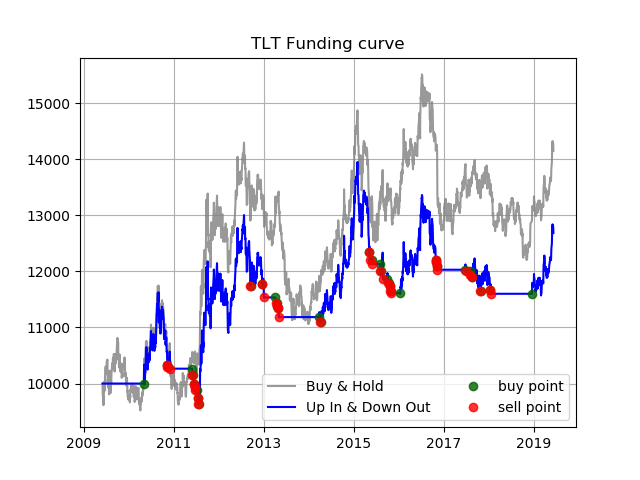 TLT Funding curve
15000
14000
13000
12000
11000
10000
Buy & Hold
buy point
Up In & Down Out
sell point
2009 2011 2013 2015 2017 2019